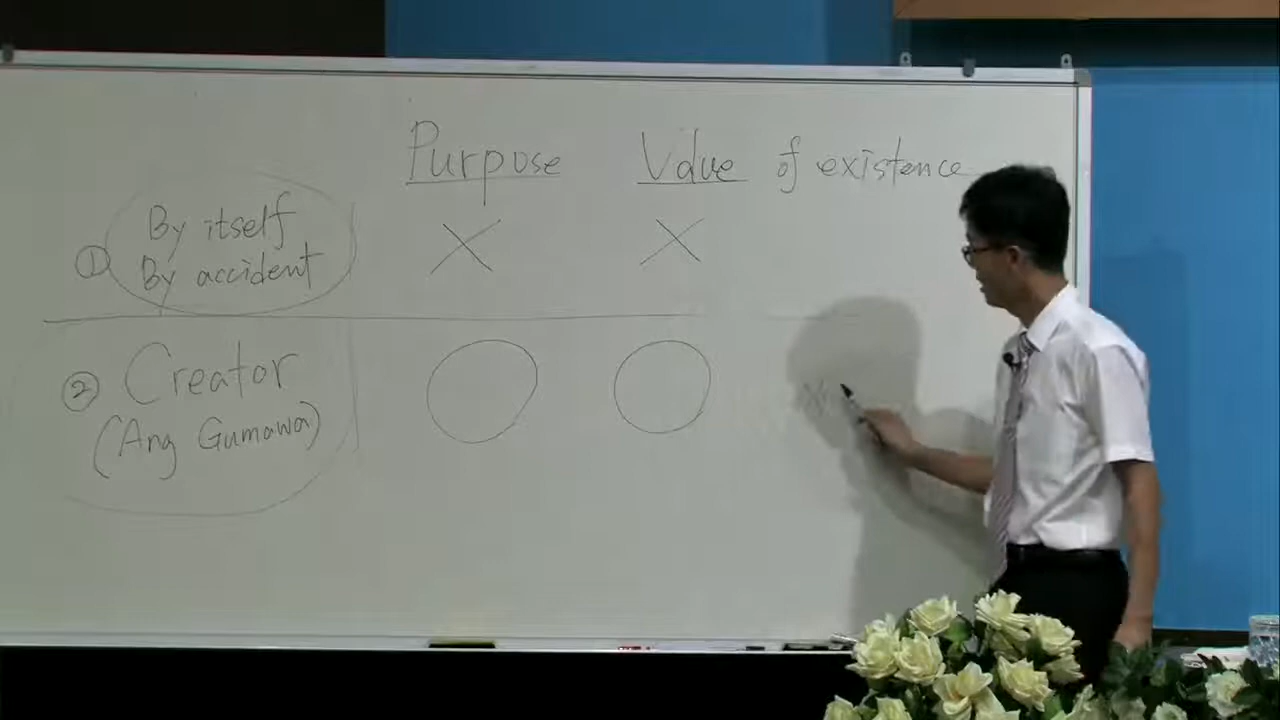 Purpose Value of existence
① By itself
By accident
X X
② Creator
(Ang Gumawa)